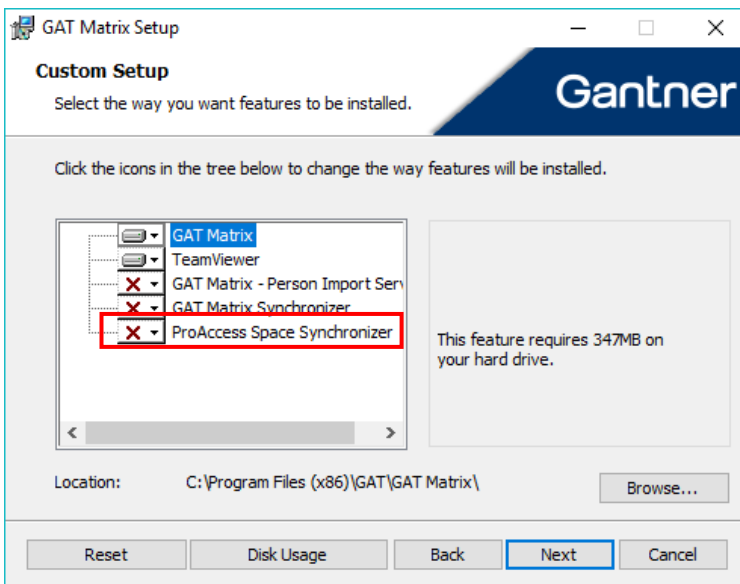 GAT Matrix Setup
Custom Setup
Select the way you want features to be installed.
Gantner
Click the icons in the tree below to change the way features will be installed.
GAT Matrix
TeamViewer
GAT Matrix - Person Import Serv
GAT Matrix Synchronizer
ProAccess Space Synchronizer
This feature requires 347MB on
your hard drive.
Location: C:\Program Files (x86)\GAT\GAT Matrix\
Browse...
Reset Disk Usage Back Next Cancel